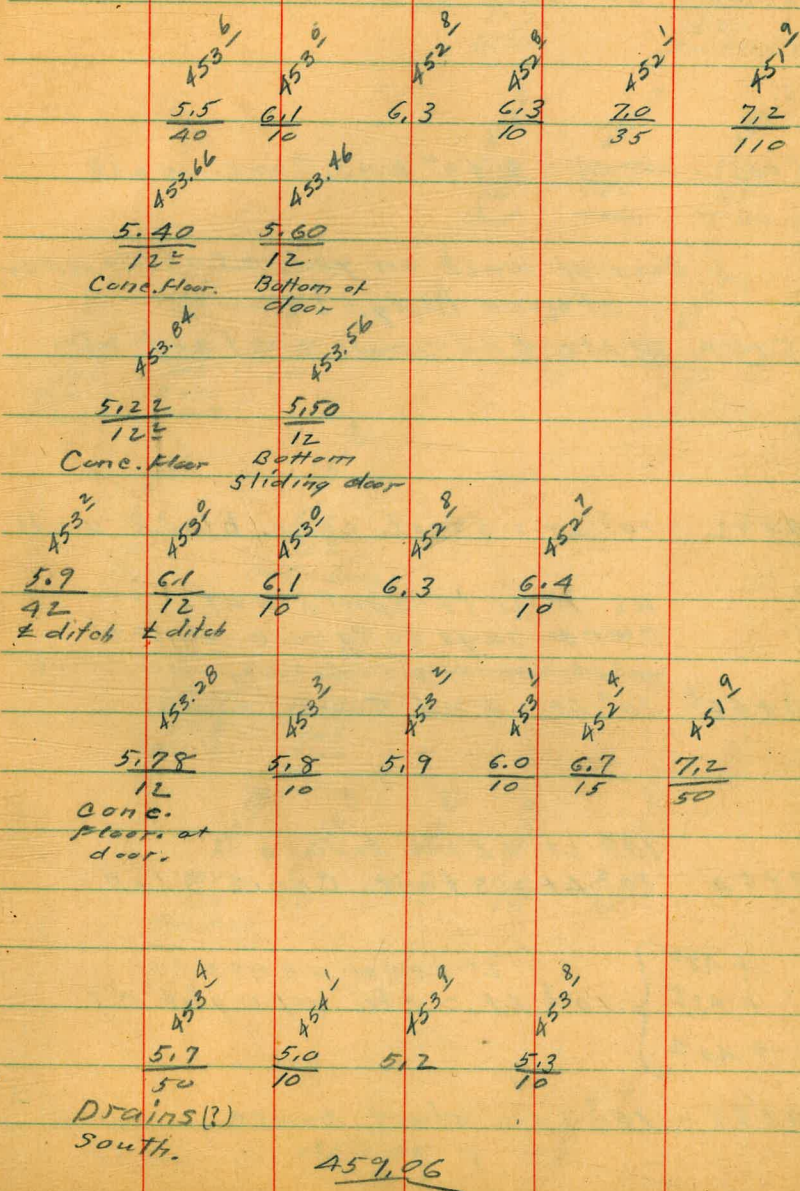 453 6 453 0 452 8 452 8 452 1 451 9
5.5 6.1 6.3 6.3 7.0 7.2
40 10 10 35 110
453.66 453.46
5.40 5.60
12 2 12
Conc. Floor. Bottom of
door
453.84 453.56
5.22 5.50
12 2 12
Conc. Floor Bottom
Sliding door
453 2 453 0 453 0 452 8 452 7
5.9 6.1 6.1 6.3 6.4
42 12 10 10
℄ ditch ℄ ditch
453.28 453 3 453 2 453 1 452 4 451 9
5.78 5.8 5.9 6.0 6.7 7.2
12 10 10 15 50
Conc.
Floor. at
door.
453 4 454 1 453 9 453 8
5.7 5.0 5.2 5.3
50 10 10
Drains(?)
South.
459.06